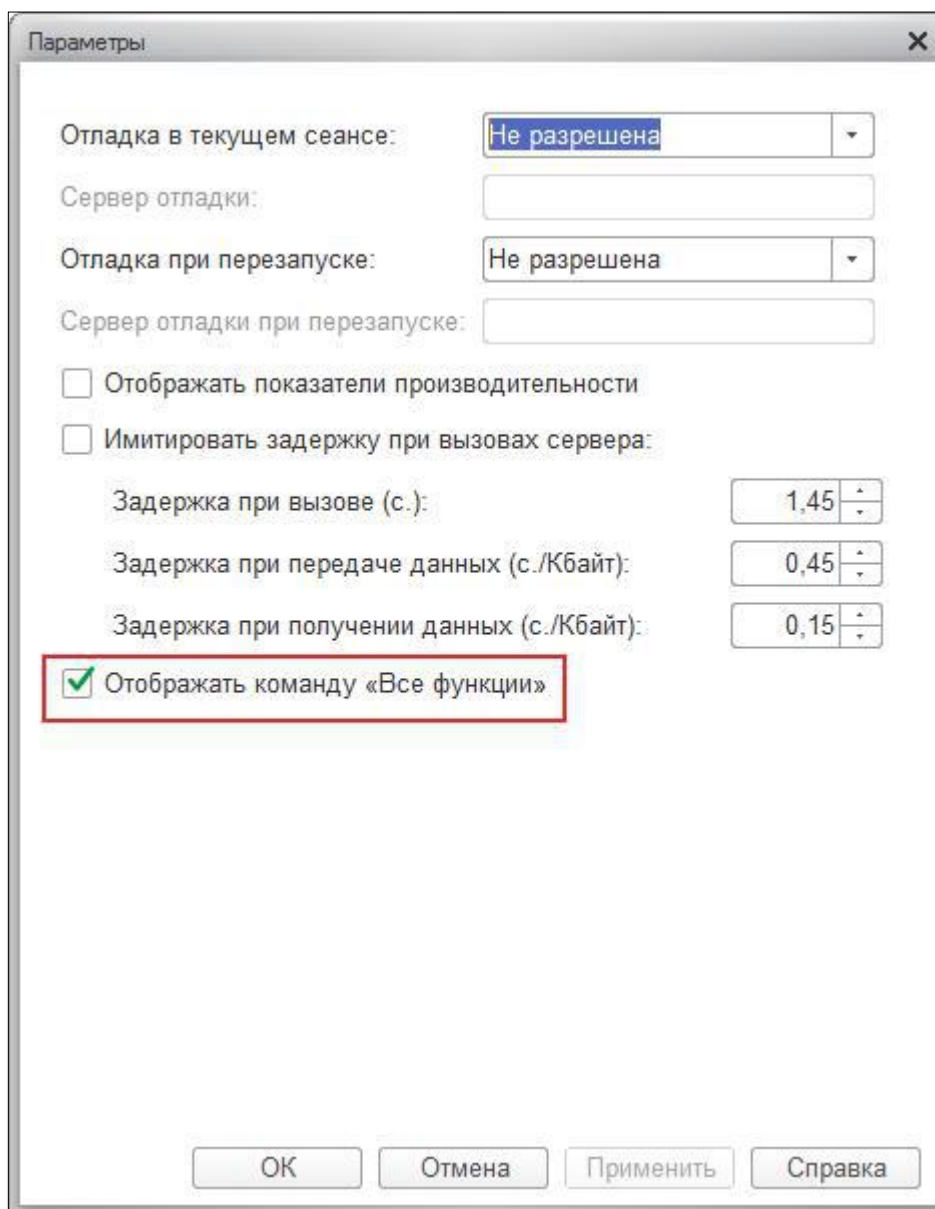 Параметры
Отладка в текущем сеансе: Не разрешена
Сервер отладки:
Отладка при перезапуске: Не разрешена
Сервер отладки при перезапуске:
Отображать показатели производительности
Имитировать задержку при вызовах сервера:
Задержка при вызове (с.): 1,45
Задержка при передаче данных (с./Кбайт): 0,45
Задержка при получении данных (с./Кбайт): 0,15
Отображать команду «Все функции»
ОК Отмена Применить Справка